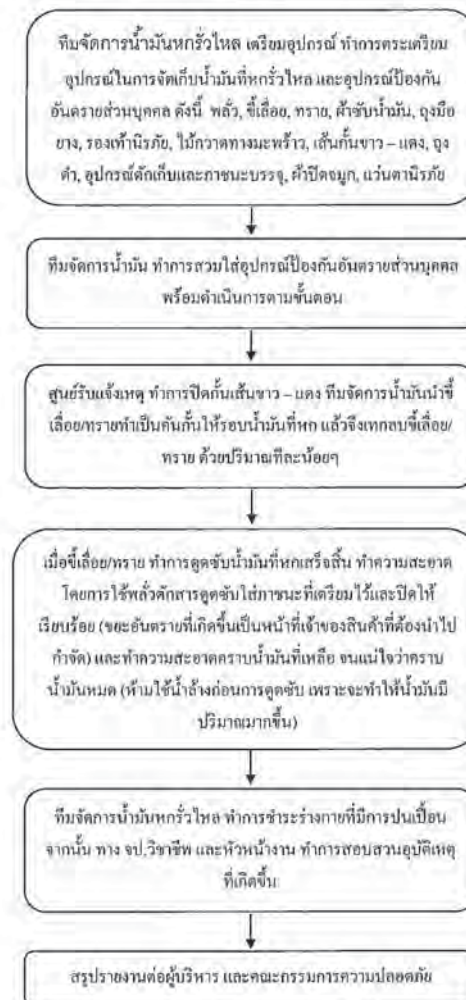 ทีมจัดการน้ำมันหกรั่วไหล เตรียมอุปกรณ์ ทำการตระเตรียม
อุปกรณ์ในการจัดเก็บน้ำมันที่หกรั่วไหล และอุปกรณ์ป้องกัน
อันตรายส่วนบุคคล ดังนี้ พลั่ว, ขี้เลื่อย, ทราย, ผ้าซับน้ำมัน, ถุงมือ
ยาง, รองเท้านิรภัย, ไม้กวาดทางมะพร้าว, เส้นกั้นขาว – แดง, ถุง
ดำ, อุปกรณ์ตักเก็บและภาชนะบรรจุ, ผ้าปิดจมูก, แว่นตานิรภัย
ทีมจัดการน้ำมัน ทำการสวมใส่อุปกรณ์ป้องกันอันตรายส่วนบุคคล
พร้อมดำเนินการตามขั้นตอน
ศูนย์รับแจ้งเหตุ ทำการปิดกั้นเส้นขาว – แดง ทีมจัดการน้ำมันนำขี้
เลื่อย/ทรายทำเป็นคันกั้นให้รอบน้ำมันที่หก แล้วจึงเทกลบขี้เลื่อย/
ทราย ด้วยปริมาณทีละน้อยๆ
เมื่อขี้เลื่อย/ทราย ทำการดูดซับน้ำมันที่หกเสร็จสิ้น ทำความสะอาด
โดยการใช้พลั่วตักสารดูดซับใส่ภาชนะที่เตรียมไว้และปิดให้
เรียบร้อย (ขยะอันตรายที่เกิดขึ้นเป็นหน้าที่เจ้าของสินค้าที่ต้องนำไป
กำจัด) และทำความสะอาดคราบน้ำมันที่เหลือ จนแน่ใจว่าคราบ
น้ำมันหมด (ห้ามใช้น้ำล้างก่อนการดูดซับ เพราะจะทำให้น้ำมันมี
ปริมาณมากขึ้น)
ทีมจัดการน้ำมันหกรั่วไหล ทำการชำระร่างกายที่มีการปนเปื้อน
จากนั้น ทาง จป.วิชาชีพ และหัวหน้างาน ทำการสอบสวนอุบัติเหตุ
ที่เกิดขึ้น
สรุปรายงานต่อผู้บริหาร และคณะกรรมการความปลอดภัย